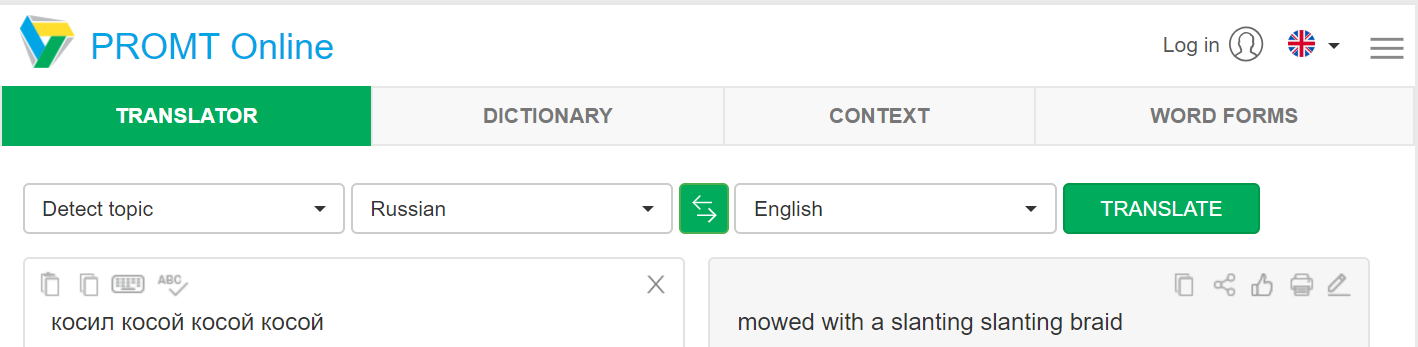 PROMT Online
Log in
TRANSLATOR DICTIONARY CONTEXT WORD FORMS
Detect topic Russian English TRANSLATE
ABC
косил косой косой косой
mowed with a slanting slanting braid